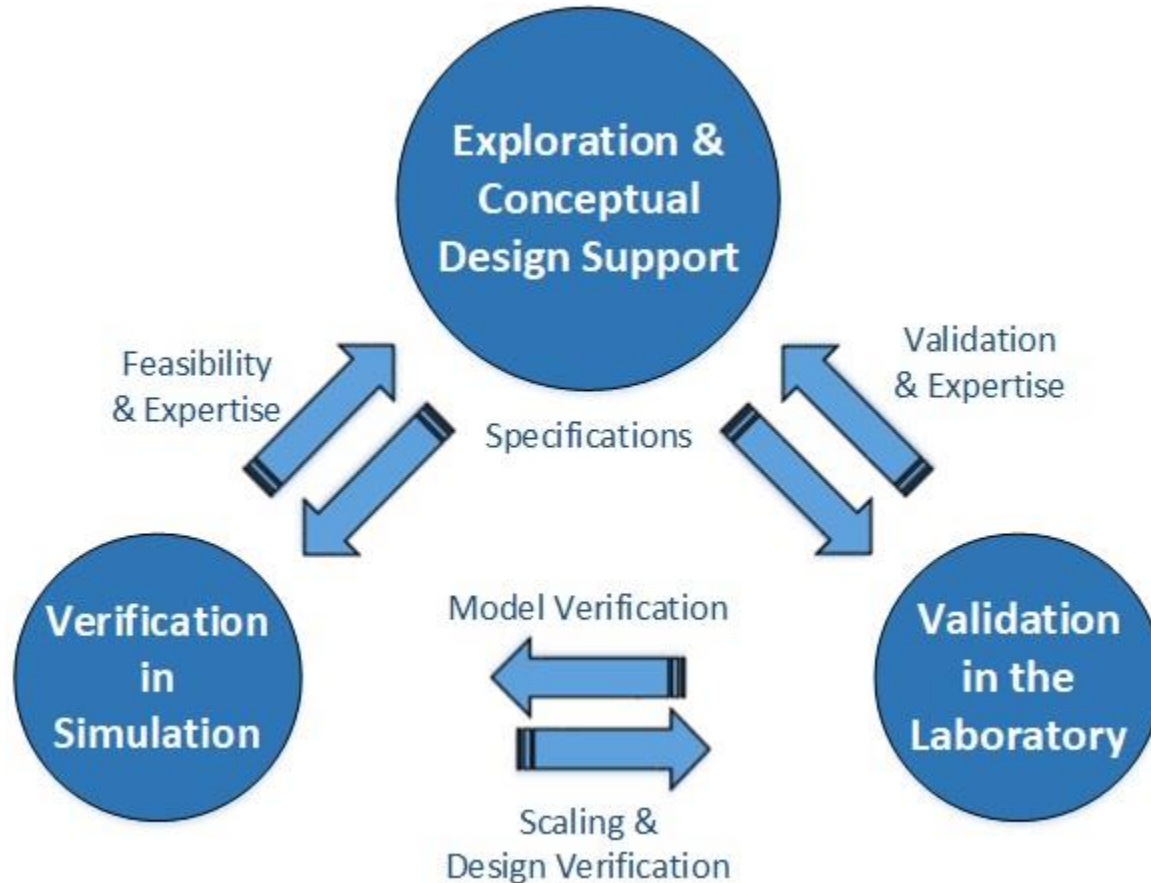 Exploration &
Conceptual
Design Support
Feasibility
& Expertise
Validation
& Expertise
Specifications
Verification
in
Simulation
Model Verification
Validation
in the
Laboratory
Scaling &
Design Verification